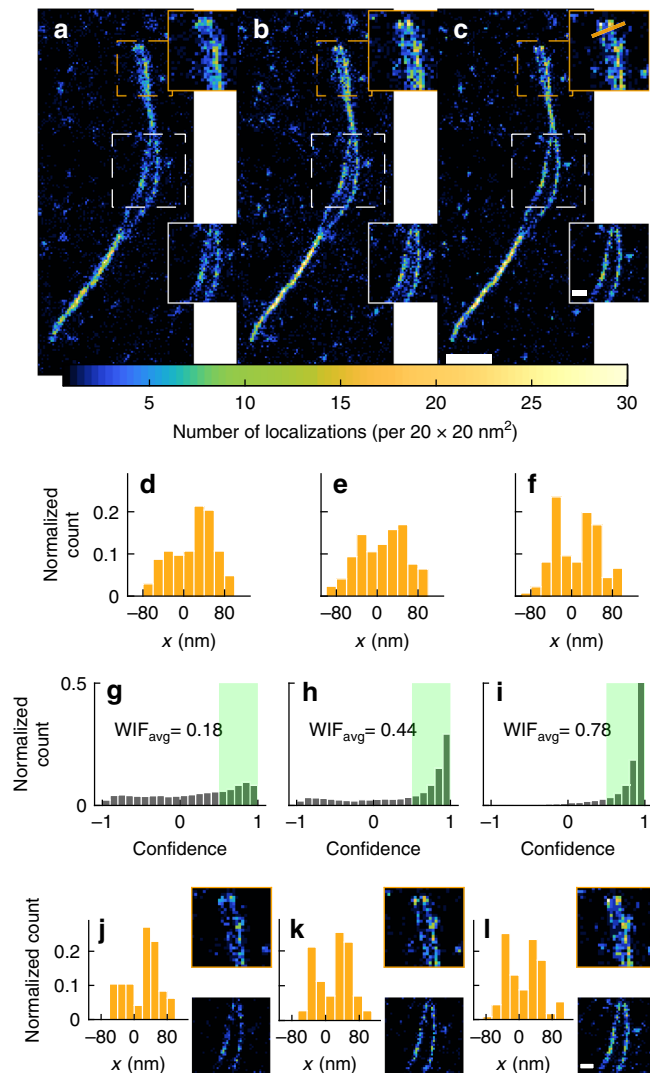 a b c
5 10 15 20 25 30
Number of localizations (per 20 × 20 nm²)
d e f
Normalized count
0.2
0.1
0
−80 0 80 −80 0 80 −80 0 80
x (nm) x (nm) x (nm)
g h i
Normalized count
0.5
0
WIFavg= 0.18 WIFavg= 0.44 WIFavg= 0.78
−1 0 1 −1 0 1 −1 0 1
Confidence Confidence Confidence
j k l
Normalized count
0.2
0.1
0
−80 0 80 −80 0 80 −80 0 80
x (nm) x (nm) x (nm)